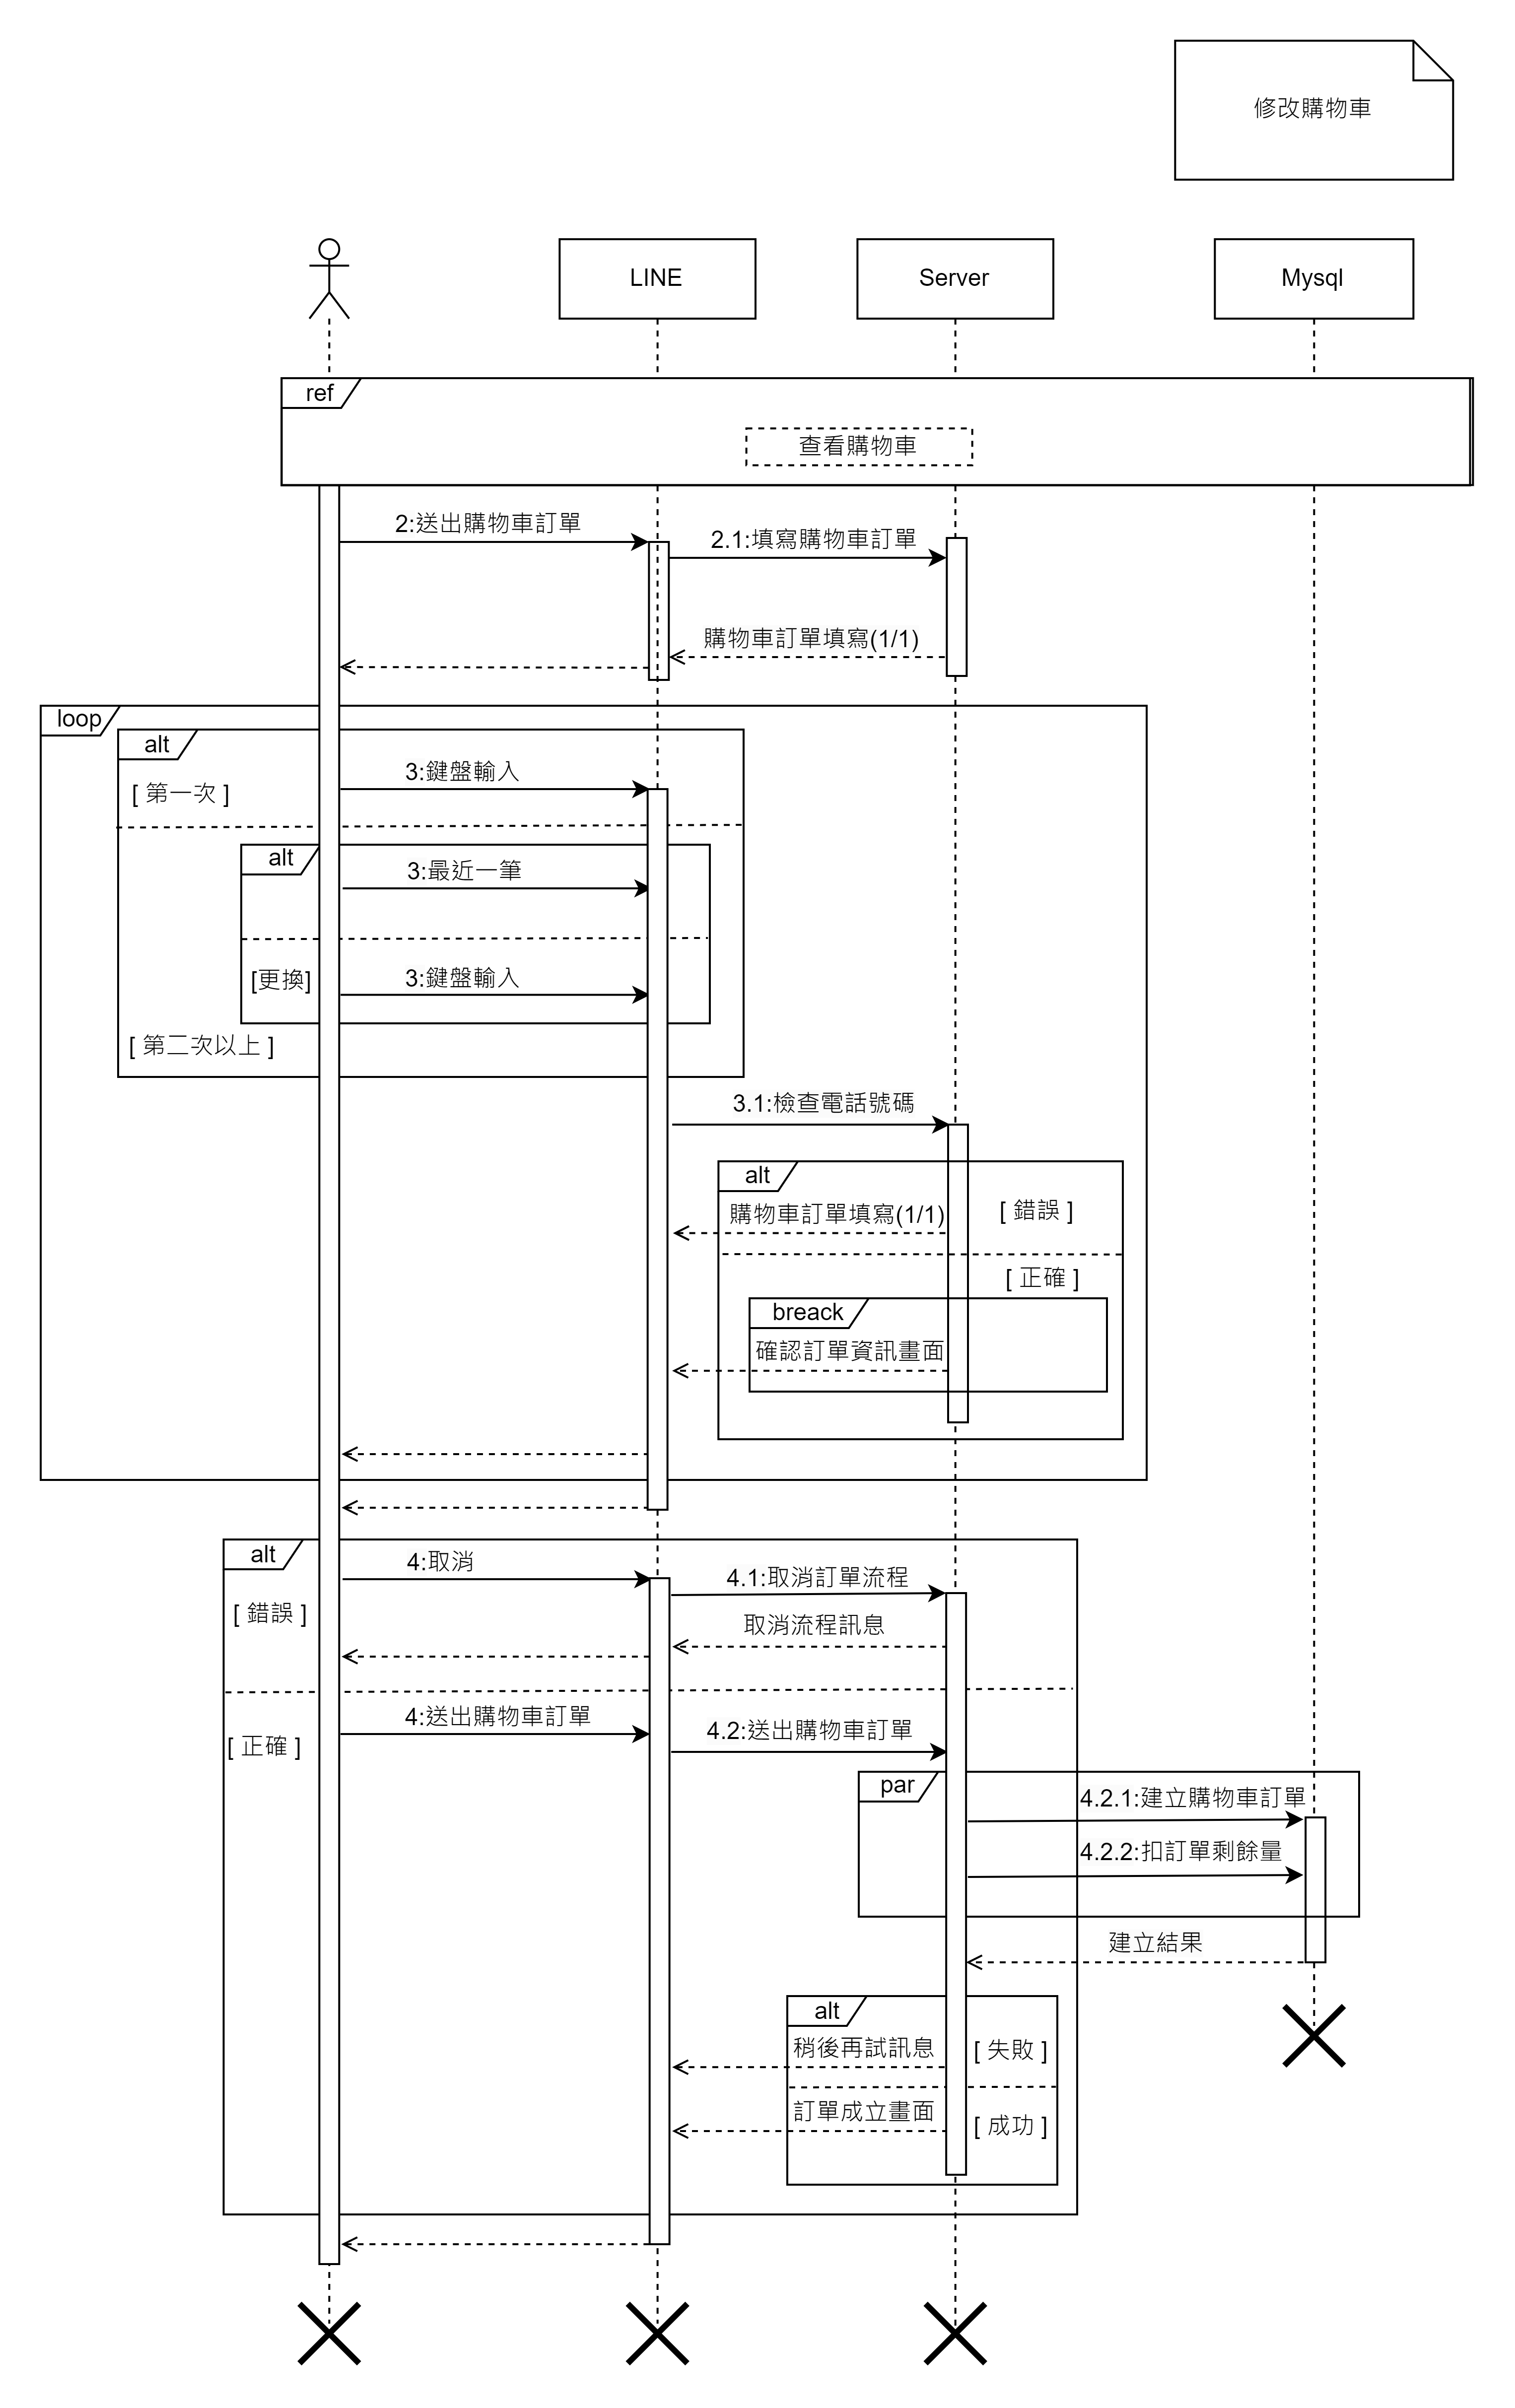 修改購物車
LINE
Server
Mysql
ref
查看購物車
2:送出購物車訂單
2.1:填寫購物車訂單
購物車訂單填寫(1/1)
loop
alt
3:鍵盤輸入
[ 第一次 ]
alt
3:最近一筆
[更換]
3:鍵盤輸入
[ 第二次以上 ]
3.1:檢查電話號碼
alt
購物車訂單填寫(1/1)
[ 錯誤 ]
[ 正確 ]
breack
確認訂單資訊畫面
alt
4:取消
4.1:取消訂單流程
[ 錯誤 ]
取消流程訊息
4:送出購物車訂單
4.2:送出購物車訂單
[ 正確 ]
par
4.2.1:建立購物車訂單
4.2.2:扣訂單剩餘量
建立結果
alt
稍後再試訊息
[ 失敗 ]
訂單成立畫面
[ 成功 ]